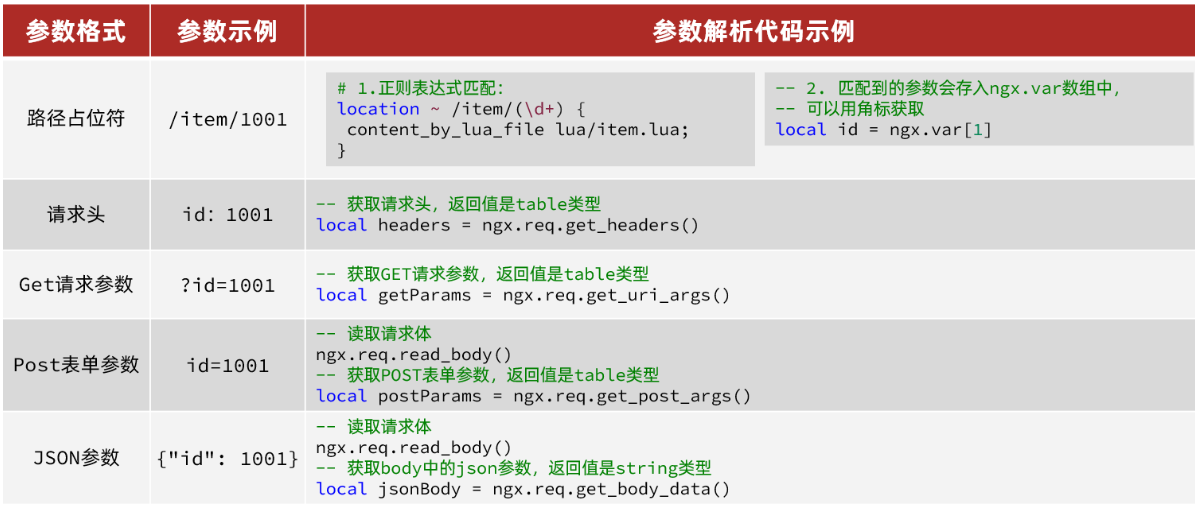 参数格式 参数示例 参数解析代码示例
路径占位符 /item/1001
# 1.正则表达式匹配：
location ~ /item/(\d+) {
content_by_lua_file lua/item.lua;
}
-- 2. 匹配到的参数会存入ngx.var数组中，
-- 可以用角标获取
local id = ngx.var[1]
请求头 id：1001
-- 获取请求头，返回值是table类型
local headers = ngx.req.get_headers()
Get请求参数 ?id=1001
-- 获取GET请求参数，返回值是table类型
local getParams = ngx.req.get_uri_args()
Post表单参数 id=1001
-- 读取请求体
ngx.req.read_body()
-- 获取POST表单参数，返回值是table类型
local postParams = ngx.req.get_post_args()
JSON参数 {"id": 1001}
-- 读取请求体
ngx.req.read_body()
-- 获取body中的json参数，返回值是string类型
local jsonBody = ngx.req.get_body_data()